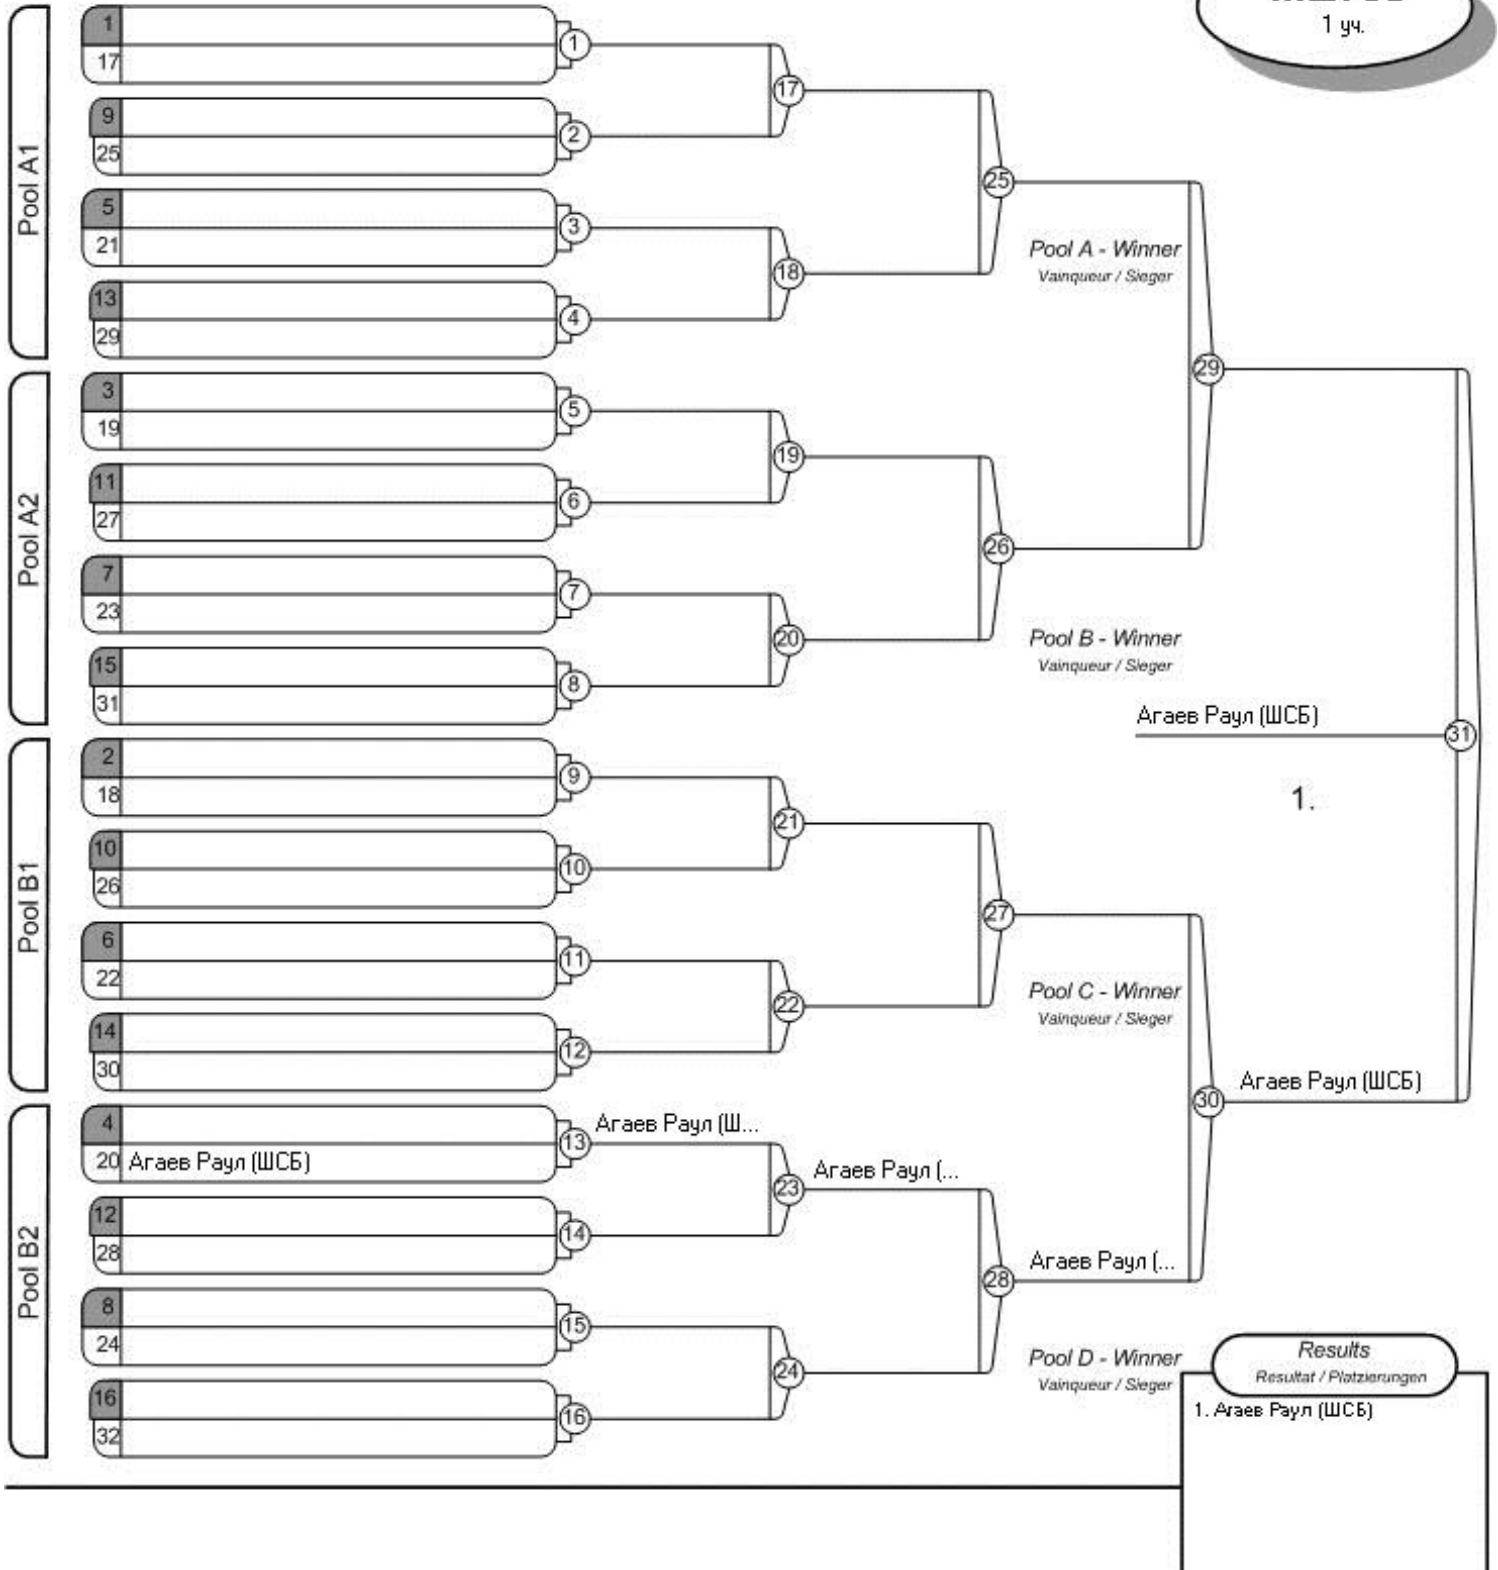 1 уч.
Pool A1
1
17
1
9
25
2
17
5
21
3
13
29
4
18
25
Pool A - Winner
Vainqueur / Sieger
Pool A2
3
19
5
11
27
6
19
7
23
7
15
31
8
20
26
29
Pool B - Winner
Vainqueur / Sieger
Агаев Раул (ШСБ)
31
1.
Pool B1
2
18
9
10
26
10
21
6
22
11
14
30
12
22
27
Pool C - Winner
Vainqueur / Sieger
Pool B2
4
20 Агаев Раул (ШСБ)
13
Агаев Раул (Ш...
12
28
14
23
Агаев Раул (...
8
24
15
16
32
16
24
28
Агаев Раул (...
30
Агаев Раул (ШСБ)
Pool D - Winner
Vainqueur / Sieger
Results
Resultat / Platzierungen
1. Агаев Раул (ШСБ)